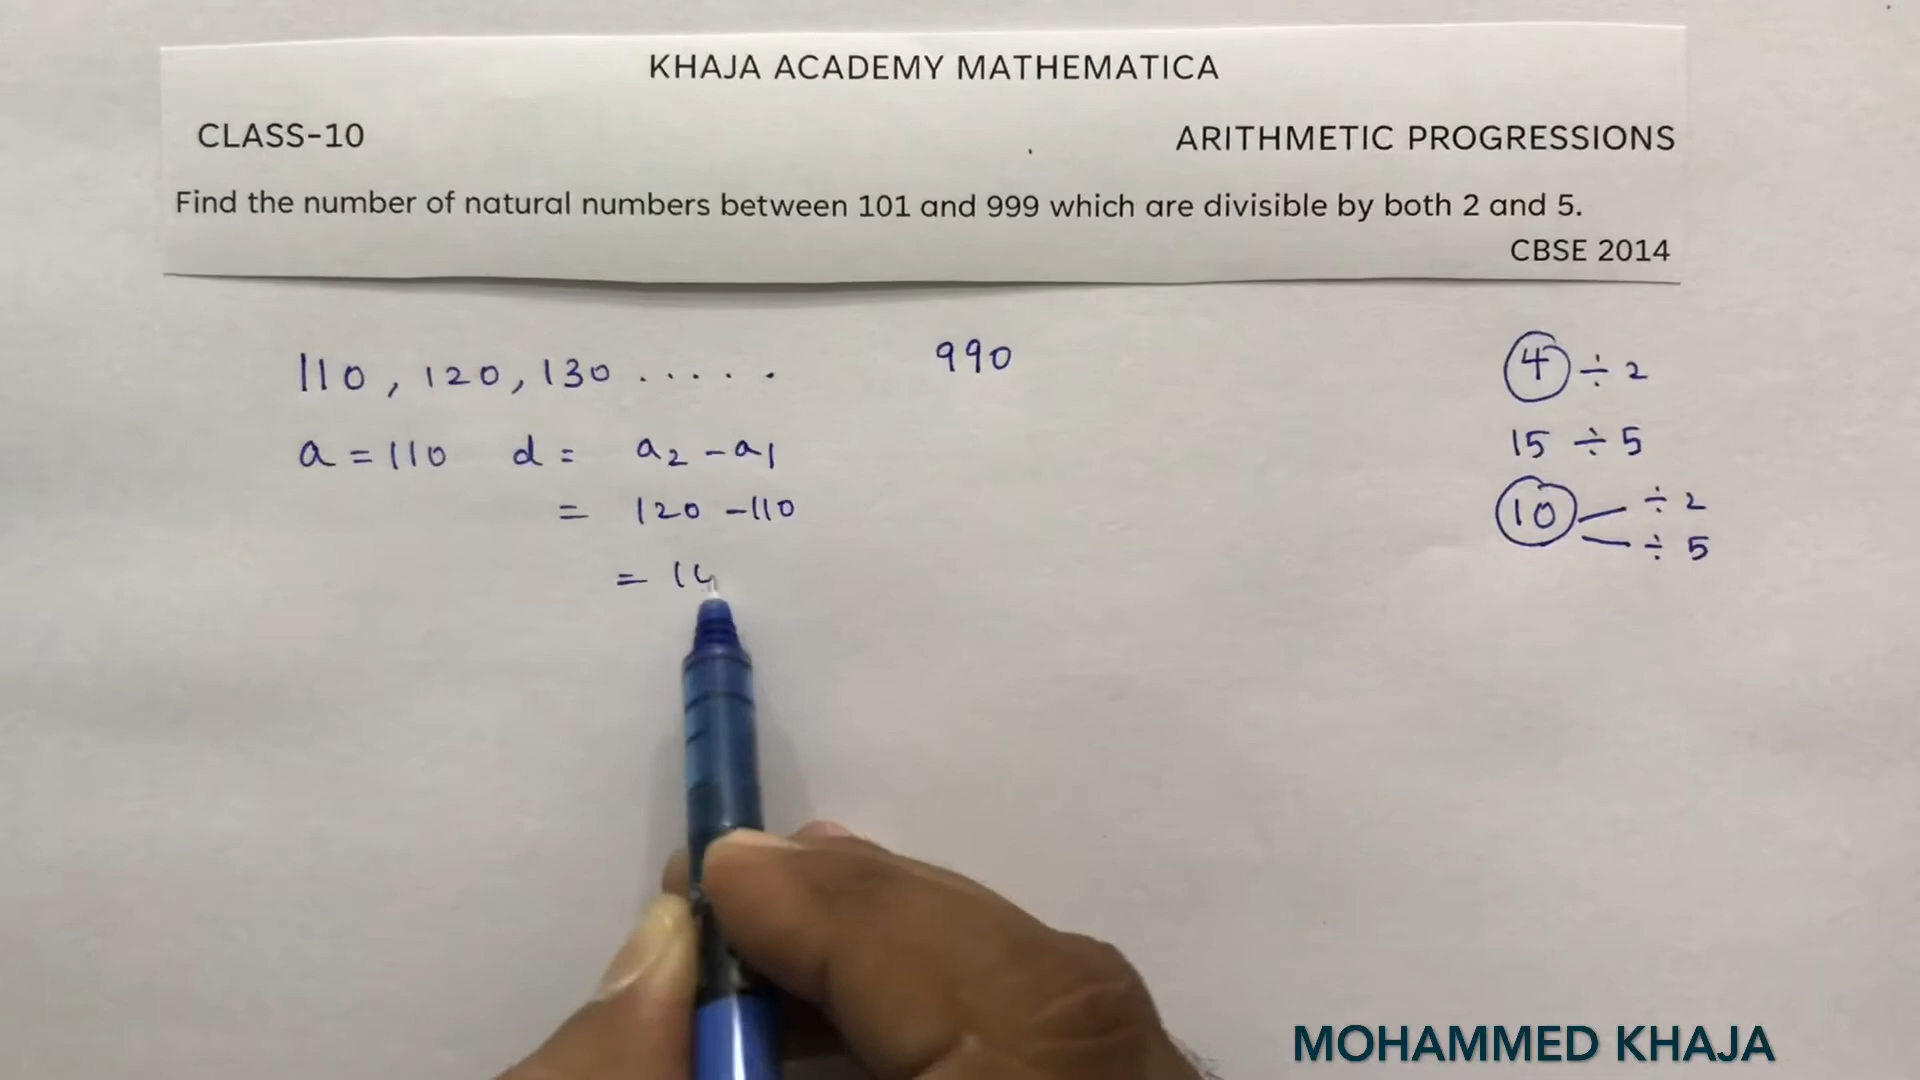 KHAJA ACADEMY MATHEMATICA
CLASS-10
ARITHMETIC PROGRESSIONS
Find the number of natural numbers between 101 and 999 which are divisible by both 2 and 5.
CBSE 2014
110, 120, 130 ..... 990
a = 110 d = a2 - a1
= 120 - 110
=
4 ÷ 2
15 ÷ 5
10 ÷ 2
÷ 5
MOHAMMED KHAJA